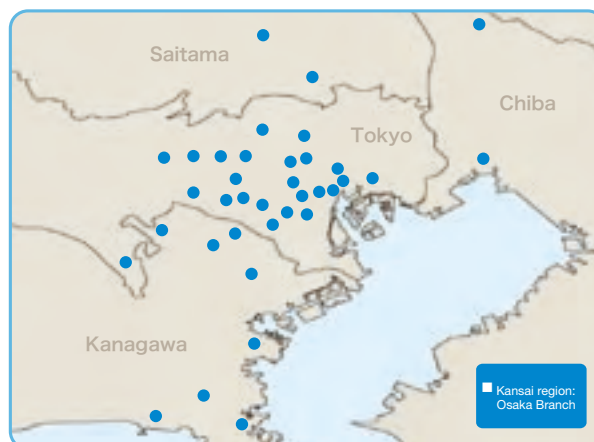 Saitama
Chiba
Tokyo
Kanagawa
Kansai region:
Osaka Branch